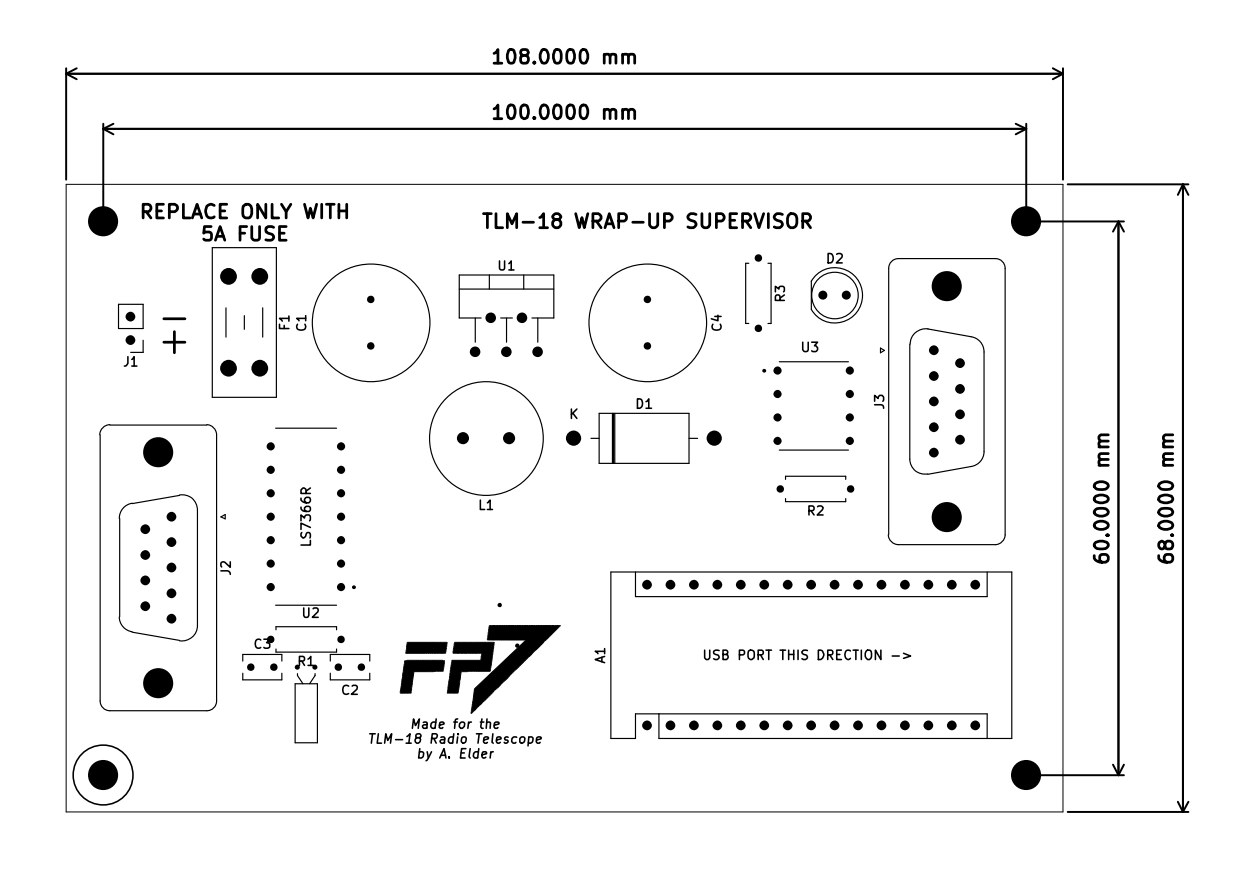 108.0000 mm
100.0000 mm
REPLACE ONLY WITH
5A FUSE
TLM-18 WRAP-UP SUPERVISOR
U1
D2
R3
F1
C1
C4
J1
−
+
U3
J3
K
D1
L1
R2
LS7366R
J2
U2
C3
R1
C2
60.0000 mm
68.0000 mm
FP7
A1
USB PORT THIS DRECTION ->
Made for the
TLM-18 Radio Telescope
by A. Elder